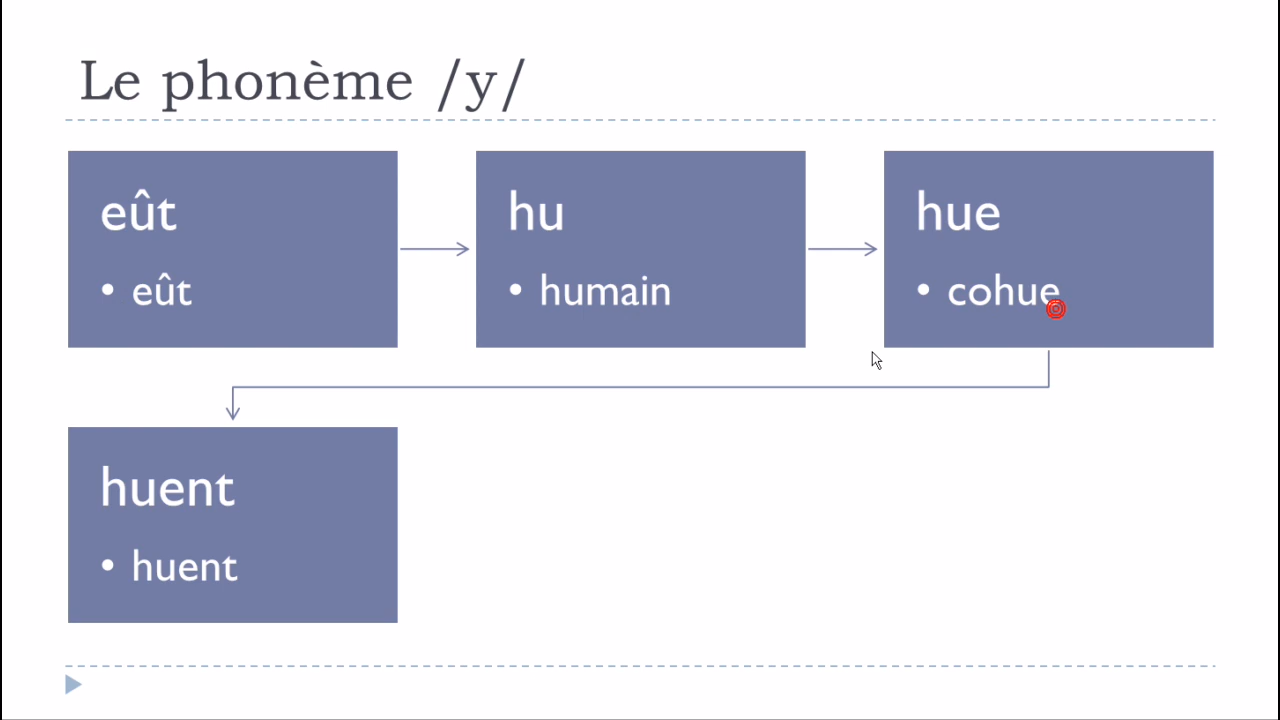 Le phonème /y/
eût
• eût
hu
• humain
hue
• cohue
huent
• huent